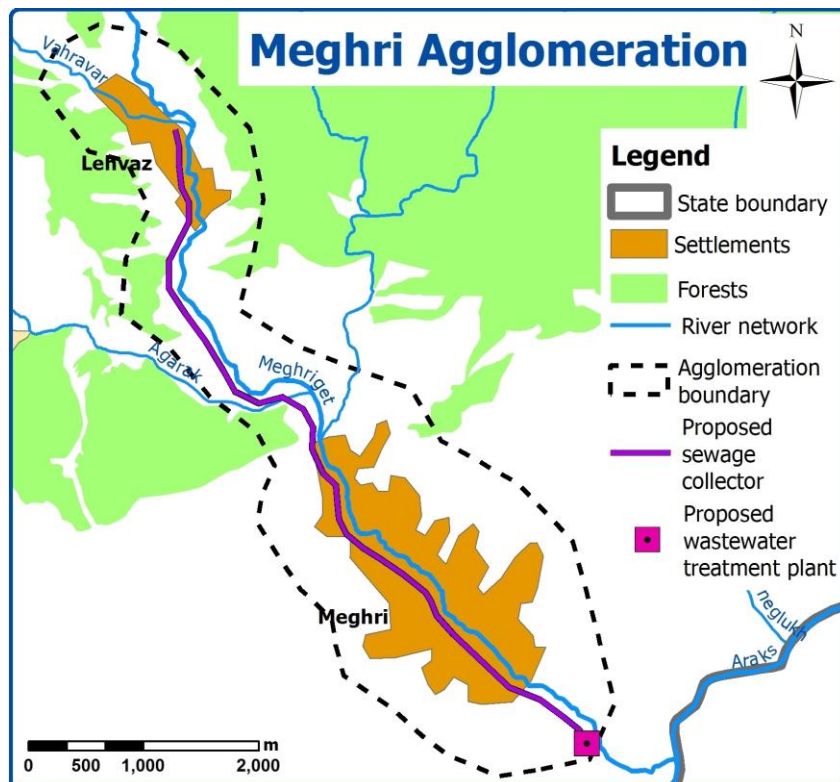 Meghri Agglomeration
N
Vahravar
Lehvaz
Legend
State boundary
Settlements
Forests
River network
Agglomeration
boundary
Proposed
sewage
collector
Proposed
wastewater
treatment plant
Agarak
Meghriget
Meghri
neglukh
Araks
m
0 500 1,000 2,000